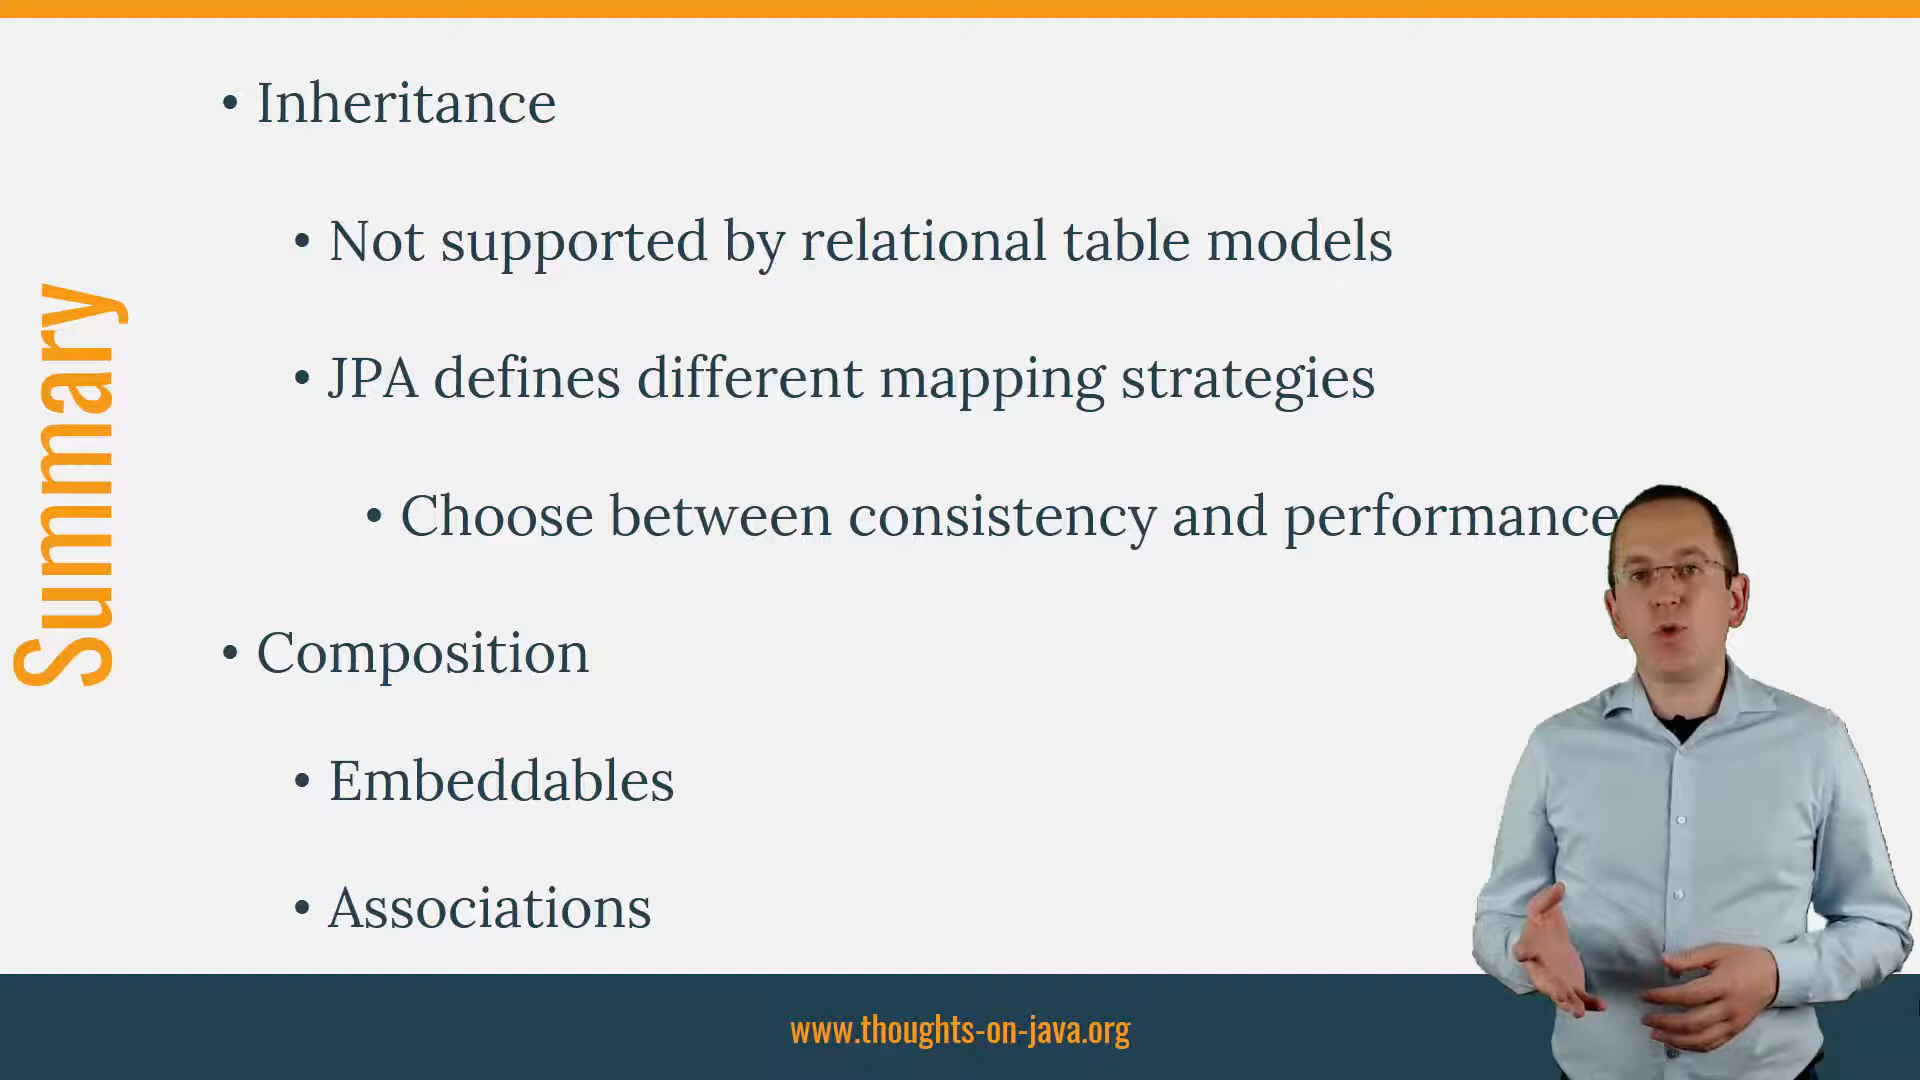 Summary
• Inheritance
• Not supported by relational table models
• JPA defines different mapping strategies
• Choose between consistency and performance
• Composition
• Embeddables
• Associations
www.thoughts-on-java.org